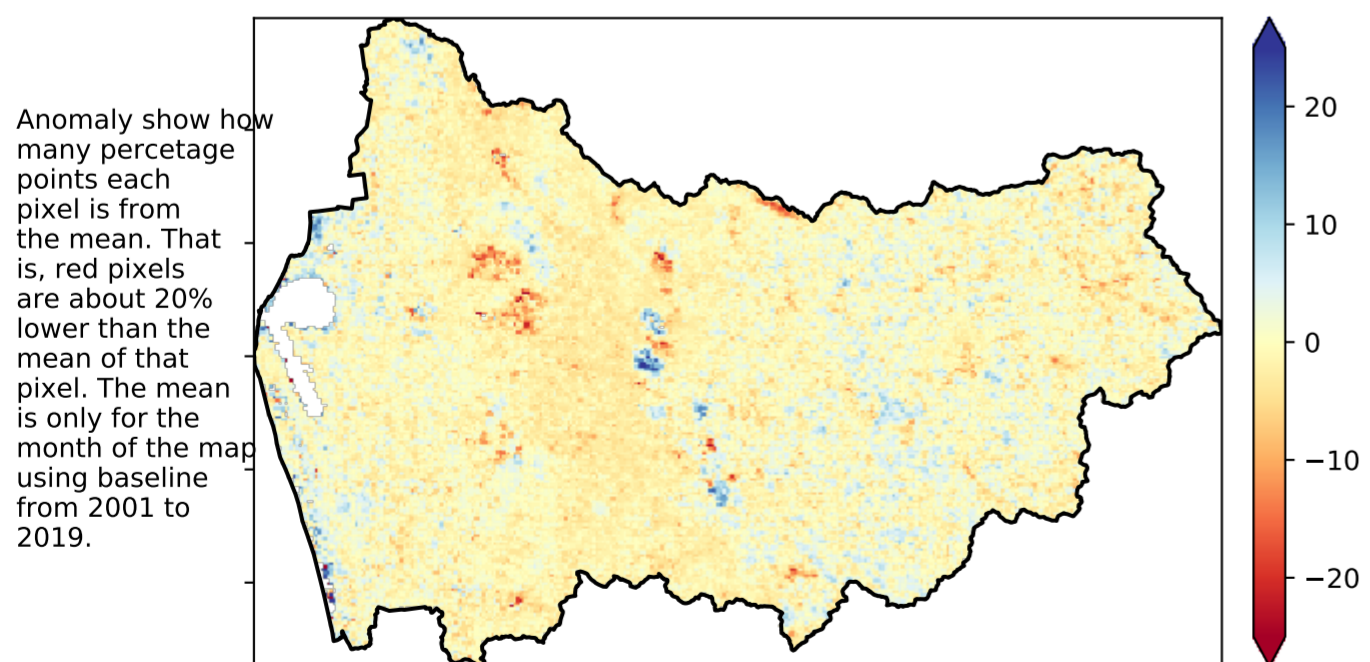 Anomaly show how
many percetage
points each
pixel is from
the mean. That
is, red pixels
are about 20%
lower than the
mean of that
pixel. The mean
is only for the
month of the map
using baseline
from 2001 to
2019.
20
10
0
−10
−20